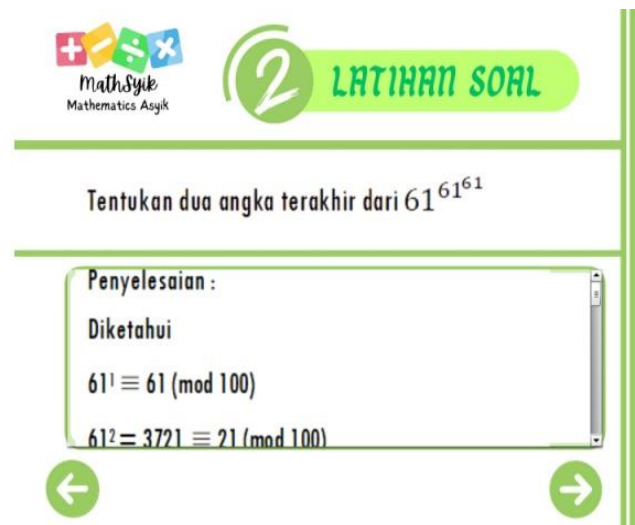 MathSyik
Mathematics Asyik
2
LATIHAN SOAL
Tentukan dua angka terakhir dari 61^61^61
Penyelesaian :
Diketahui
61¹ ≡ 61 (mod 100)
61² = 3721 ≡ 21 (mod 100)